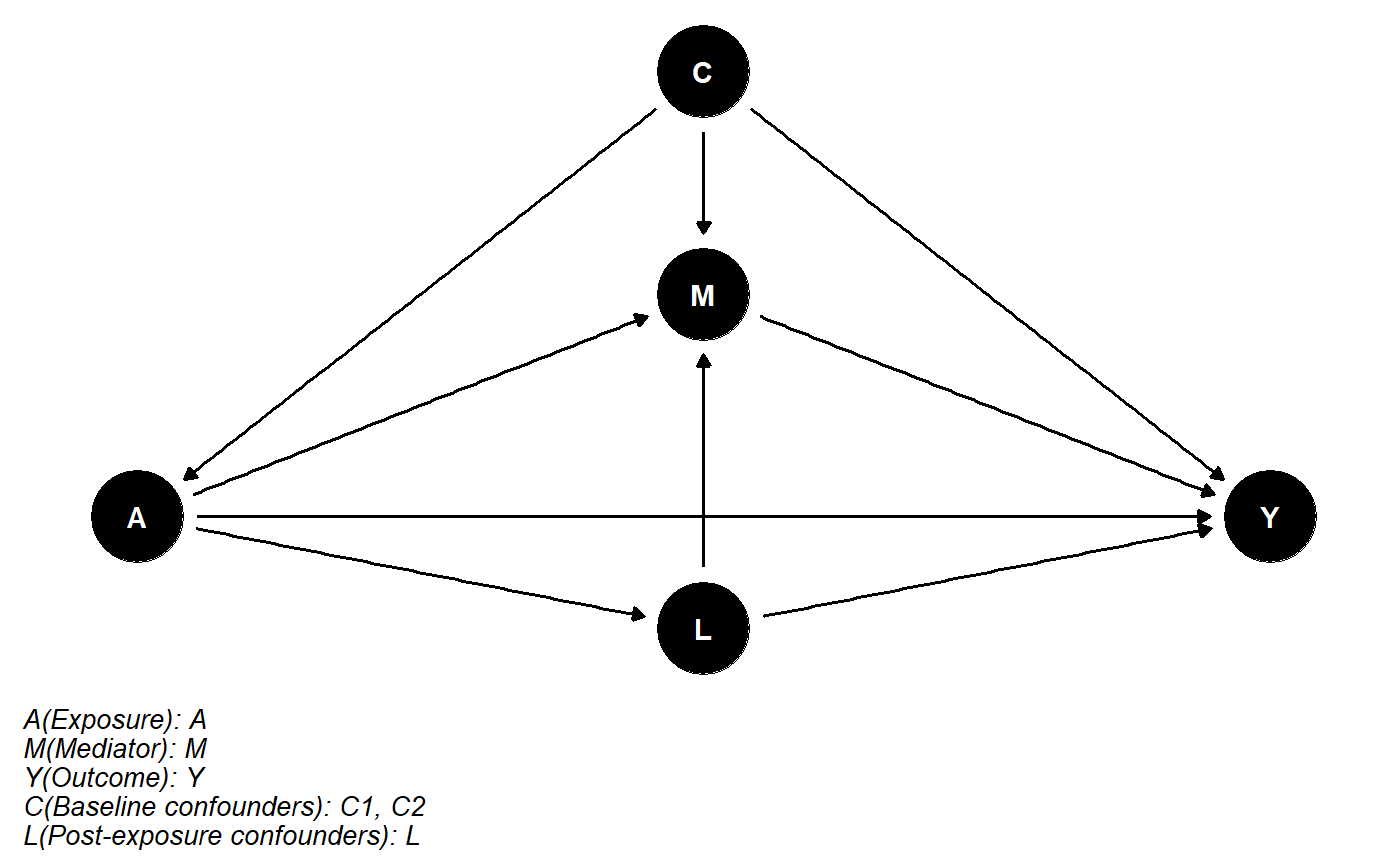 C
M
A
Y
L
A(Exposure): A
M(Mediator): M
Y(Outcome): Y
C(Baseline confounders): C1, C2
L(Post-exposure confounders): L